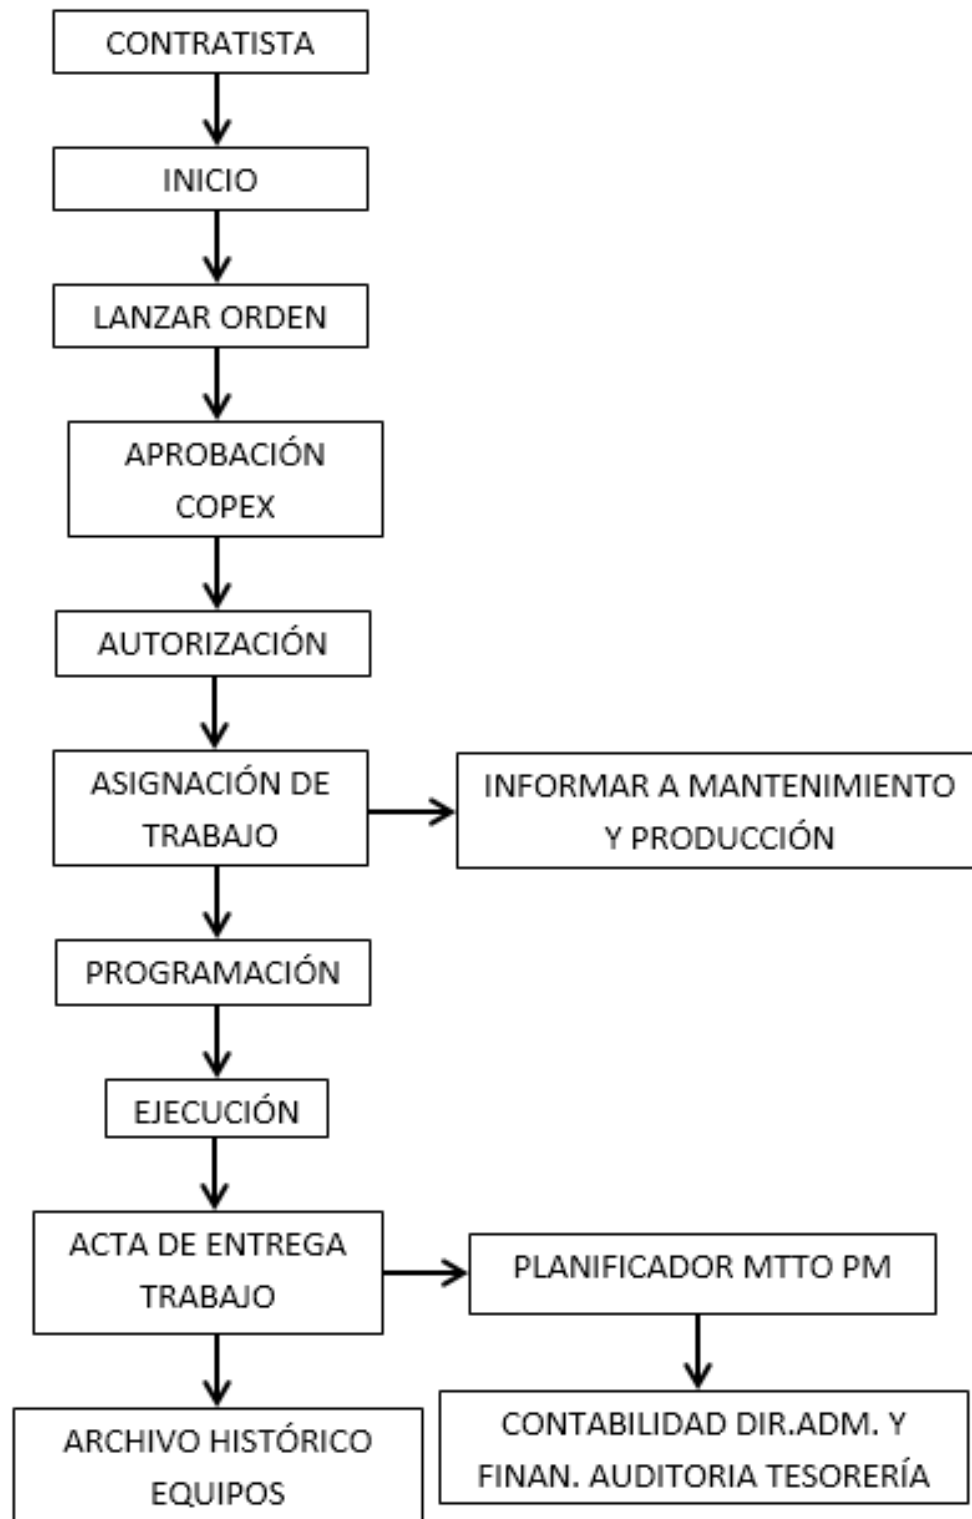 CONTRATISTA
INICIO
LANZAR ORDEN
APROBACIÓN
COPEX
AUTORIZACIÓN
ASIGNACIÓN DE
TRABAJO
INFORMAR A MANTENIMIENTO
Y PRODUCCIÓN
PROGRAMACIÓN
EJECUCIÓN
ACTA DE ENTREGA
TRABAJO
PLANIFICADOR MTTO PM
ARCHIVO HISTÓRICO
EQUIPOS
CONTABILIDAD DIR.ADM. Y
FINAN. AUDITORIA TESORERÍA